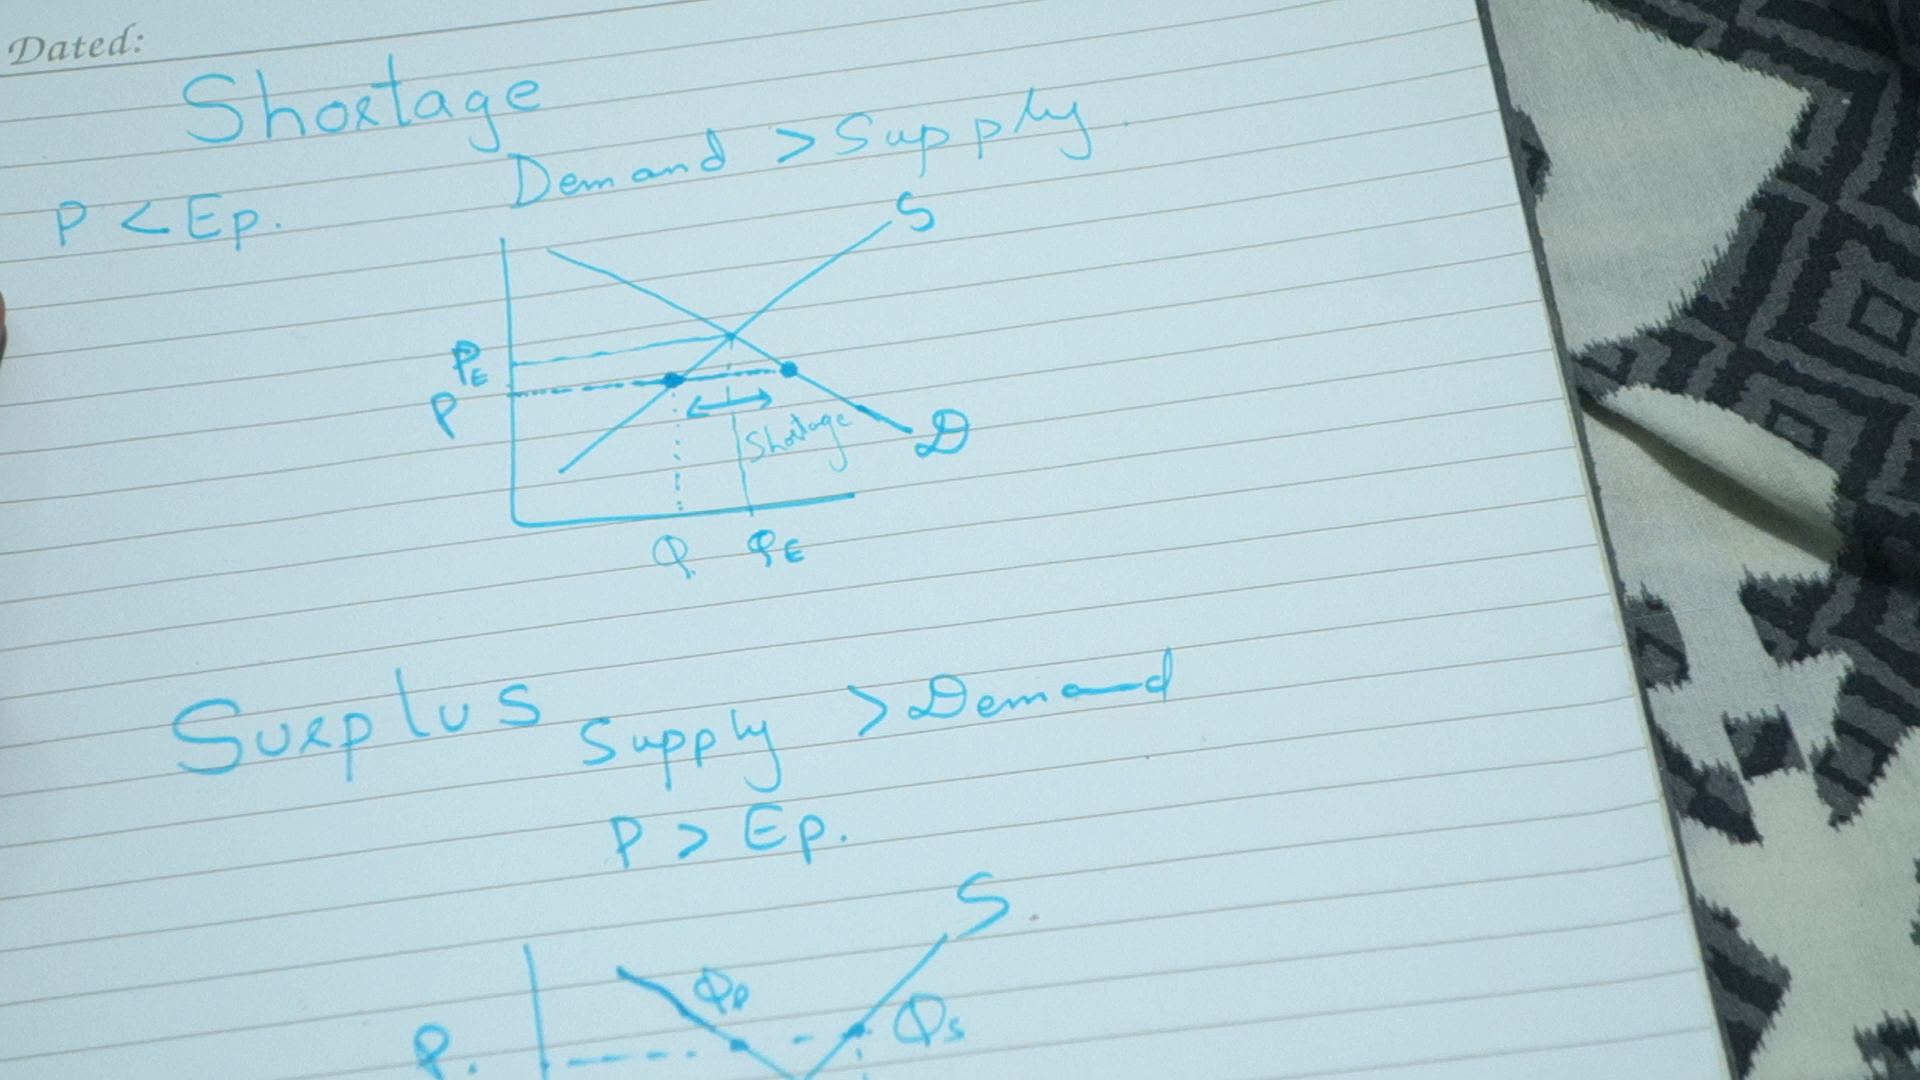 Dated:
Shortage
Demand > Supply
P < Ep.
S
PE
P
Shortage
D
Q QE
Surplus Supply > Demand
P > Ep.
S
QD
P. Qs